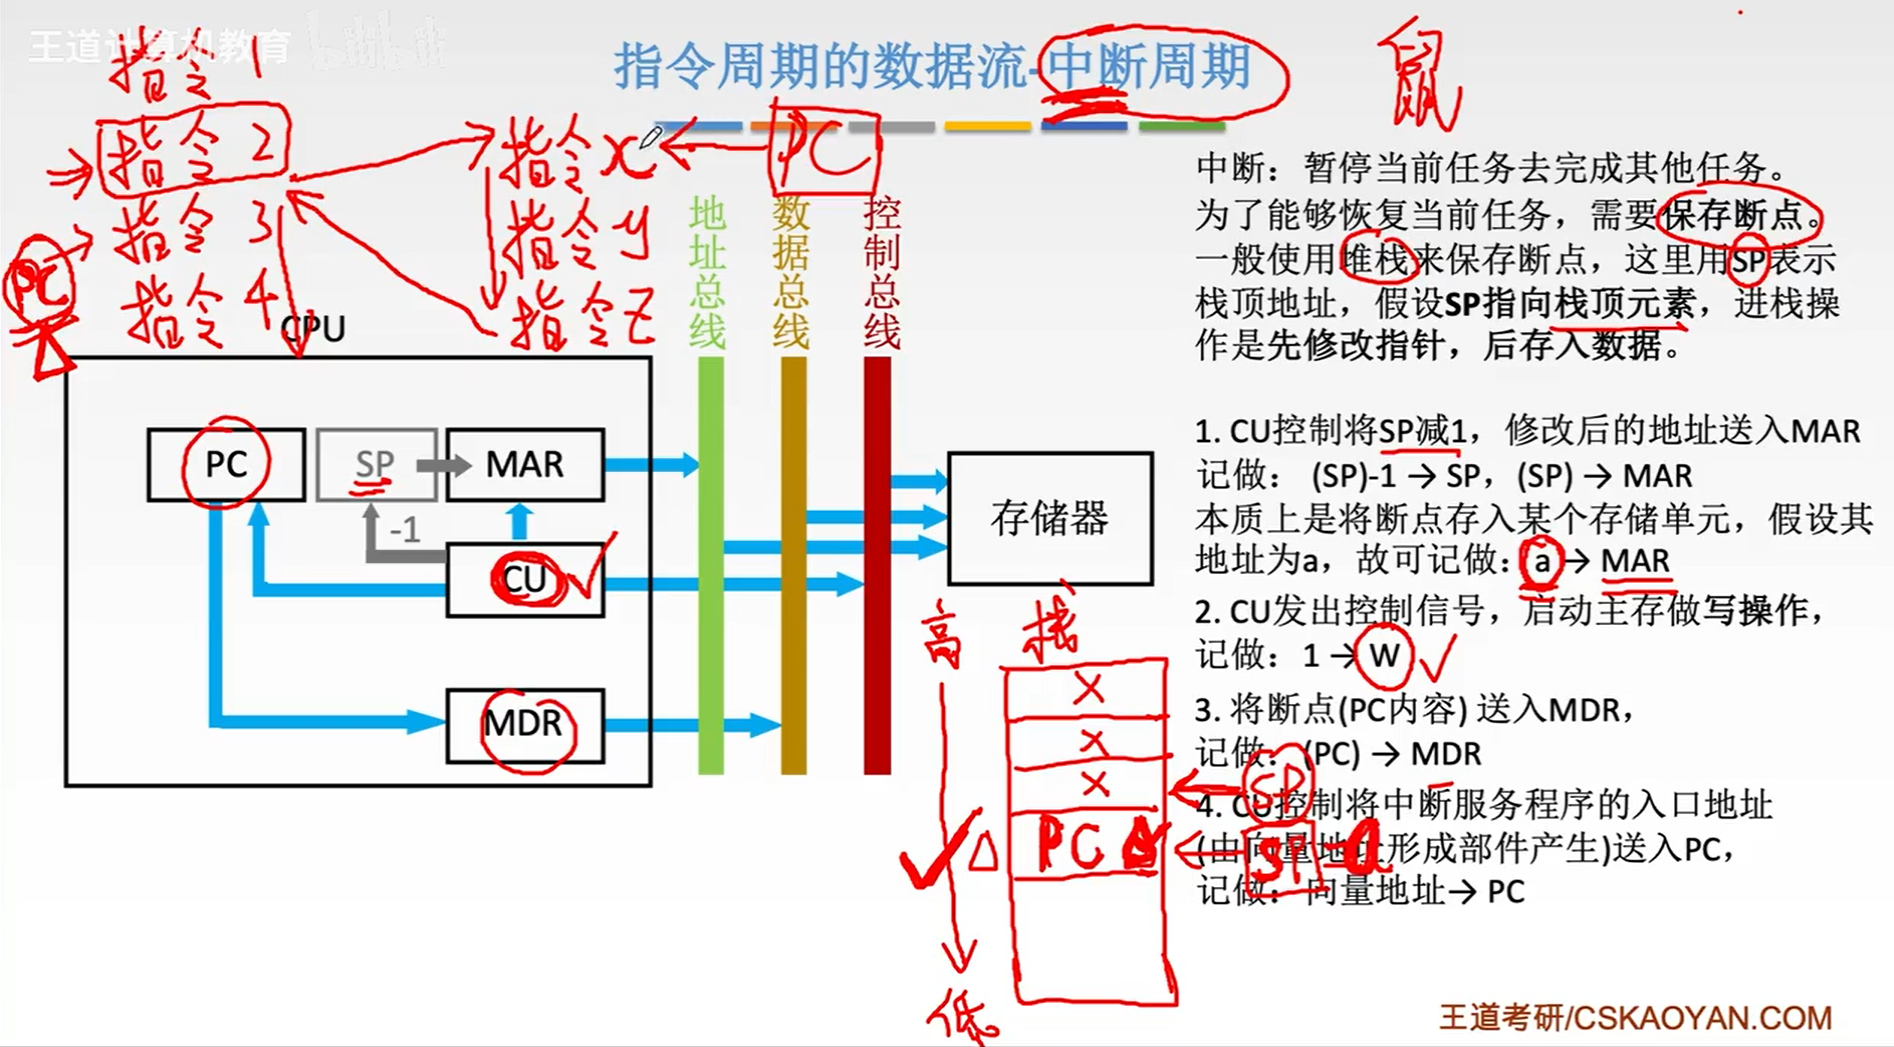 王道计算机教育 bilibili
指令周期的数据流-中断周期
鼠
指令 1
指令 2
指令 3
指令 4
PC
指令 x
指令 y
指令 Z
PC
地址总线
数据总线
控制总线
CPU
PC
SP
MAR
-1
CU
MDR
存储器
高
栈
低
×
×
×
PC
SP
SP=a
中断：暂停当前任务去完成其他任务。
为了能够恢复当前任务，需要保存断点。
一般使用堆栈来保存断点，这里用SP表示
栈顶地址，假设SP指向栈顶元素，进栈操
作是先修改指针，后存入数据。
1. CU控制将SP减1，修改后的地址送入MAR
记做： (SP)-1 → SP，(SP) → MAR
本质上是将断点存入某个存储单元，假设其
地址为a，故可记做：a → MAR
2. CU发出控制信号，启动主存做写操作，
记做：1 → W
3. 将断点(PC内容) 送入MDR，
记做：(PC) → MDR
4. CU控制将中断服务程序的入口地址
(由向量地址形成部件产生)送入PC，
记做：向量地址→ PC
王道考研/CSKAOYAN.COM